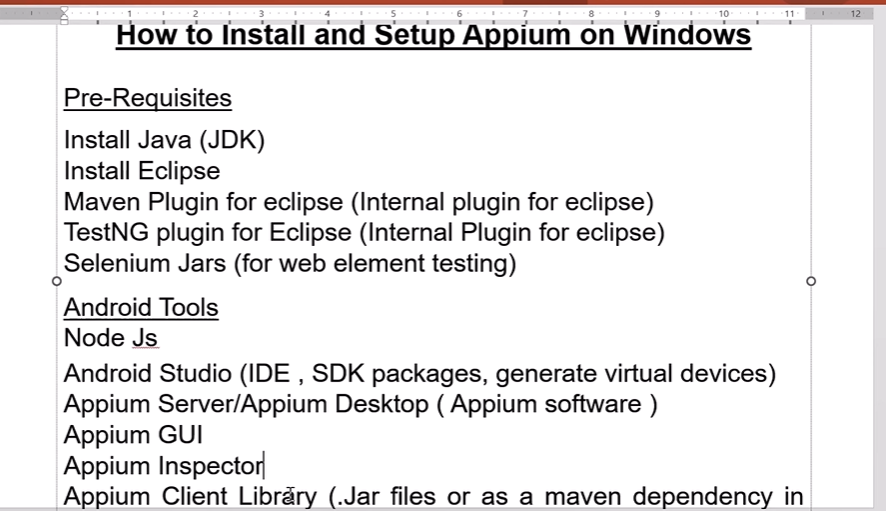 1 2 3 4 5 6 7 8 9 10 11 12
How to Install and Setup Appium on Windows
Pre-Requisites
Install Java (JDK)
Install Eclipse
Maven Plugin for eclipse (Internal plugin for eclipse)
TestNG plugin for Eclipse (Internal Plugin for eclipse)
Selenium Jars (for web element testing)
Android Tools
Node Js
Android Studio (IDE , SDK packages, generate virtual devices)
Appium Server/Appium Desktop ( Appium software )
Appium GUI
Appium Inspector
Appium Client Library (.Jar files or as a maven dependency in